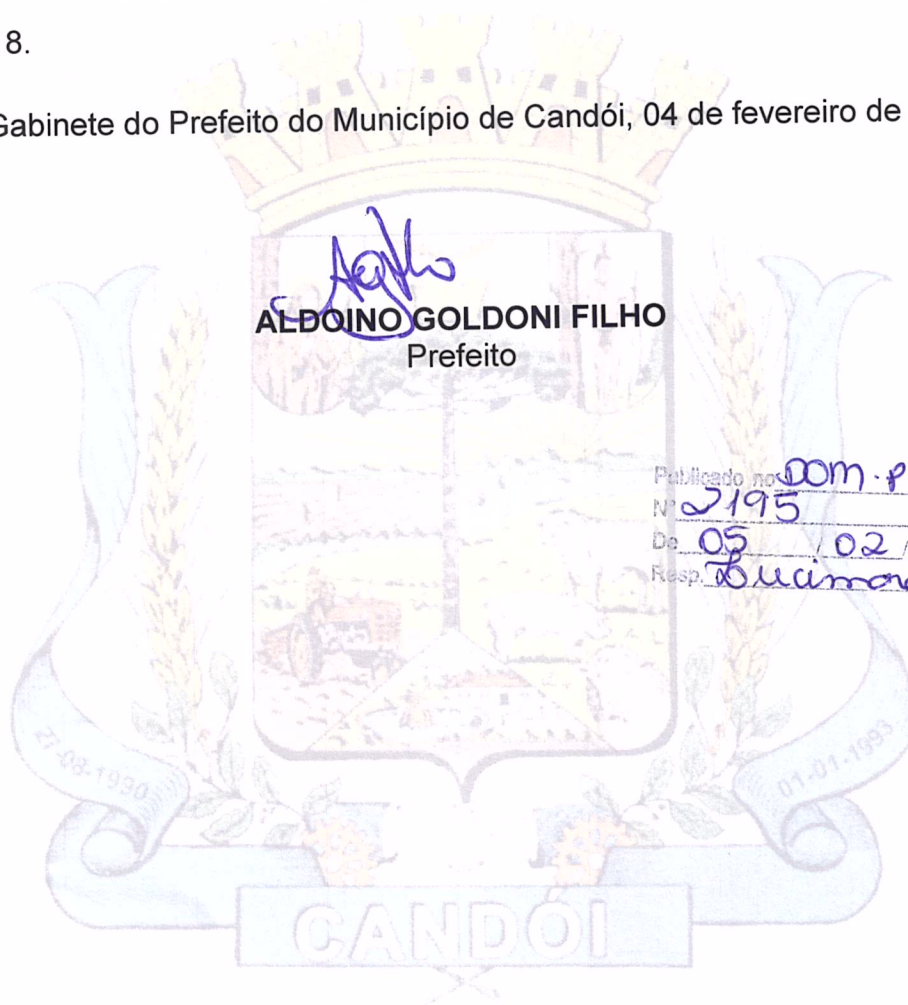 8.
Gabinete do Prefeito do Município de Candói, 04 de fevereiro de
ALDOINO GOLDONI FILHO
Prefeito
Publicado no DOM.P
Nº 2195
De 05 / 02 /
Resp. Lucimar
27-08-1990
01-01-1993
CANDÓI